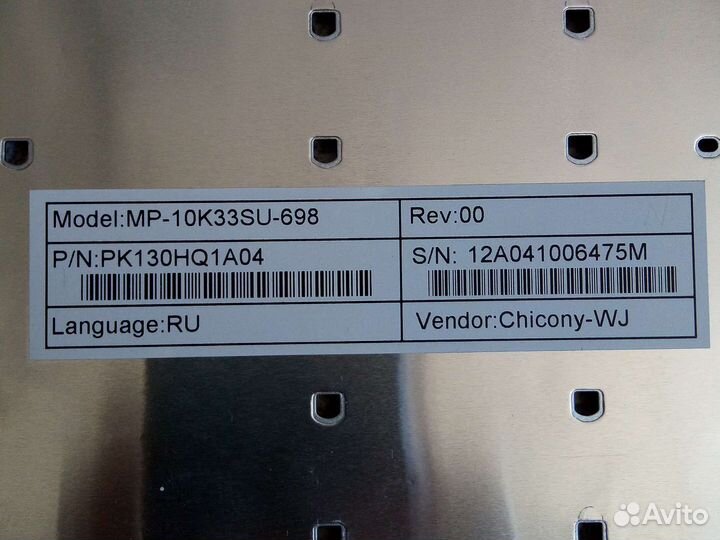 Model:MP-10K33SU-698
Rev:00
P/N:PK130HQ1A04
S/N: 12A041006475M
Language:RU
Vendor:Chicony-WJ
Avito